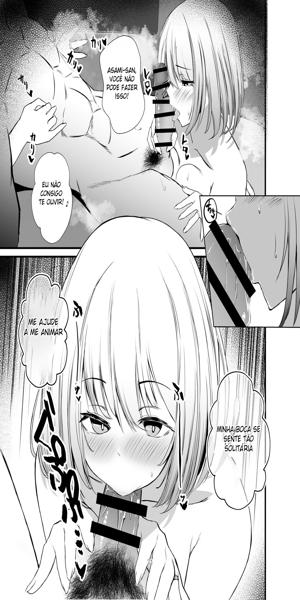 ASAMI-SAN,
VOCÊ NÃO
PODE FAZER
ISSO!
EU NÃO
CONSIGO
TE OUVIR!
ME AJUDE
A ME ANIMAR
MINHA BOCA SE
SENTE TÃO
SOLITÁRIA